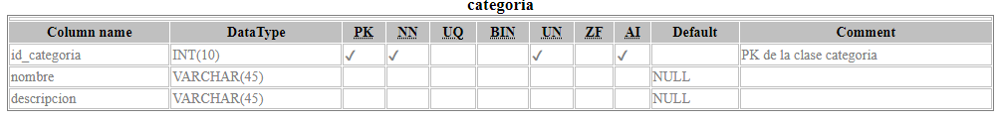 categoria
Column name DataType PK NN UQ BIN UN ZF AI Default Comment
id_categoria INT(10) ✓ ✓ ✓ ✓ PK de la clase categoria
nombre VARCHAR(45) NULL
descripcion VARCHAR(45) NULL